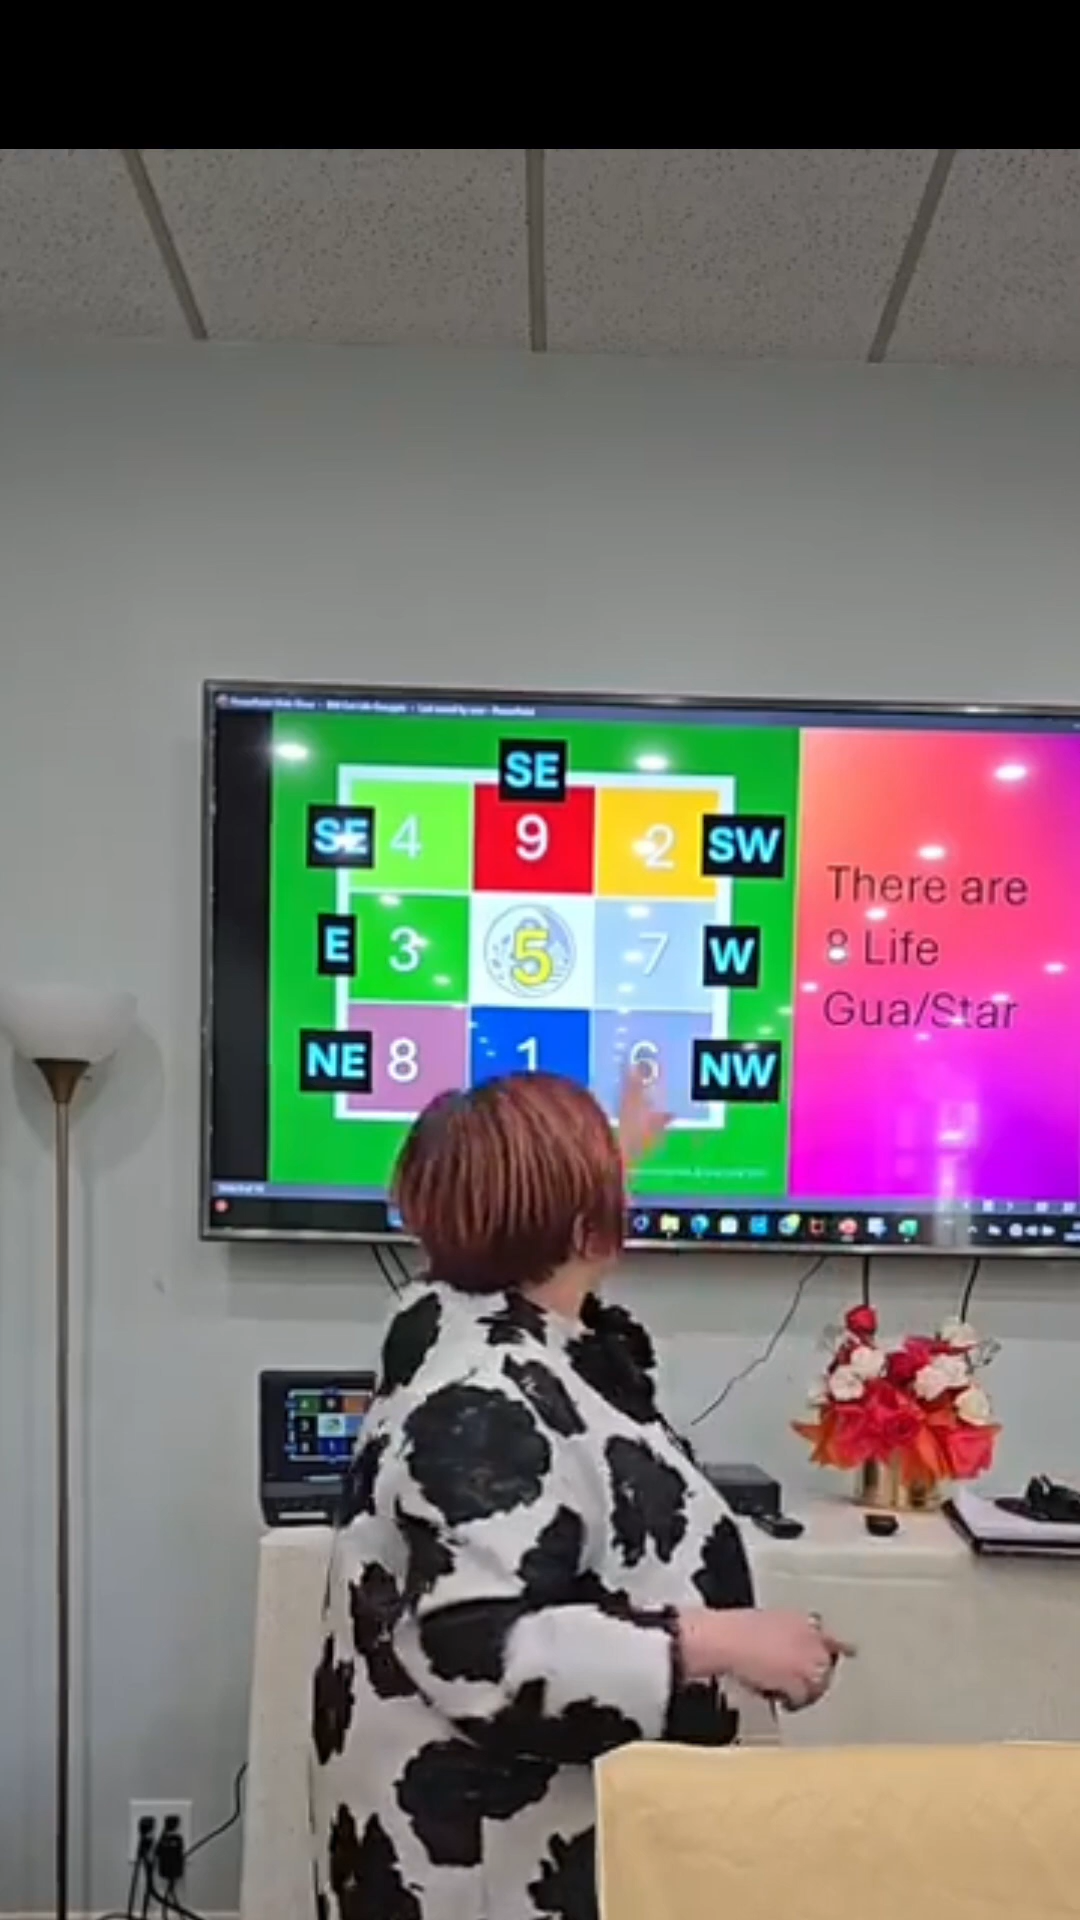 SE
SE 4 9 2 SW
E 3 5 7 W
NE 8 1 6 NW
There are
8 Life
Gua/Star